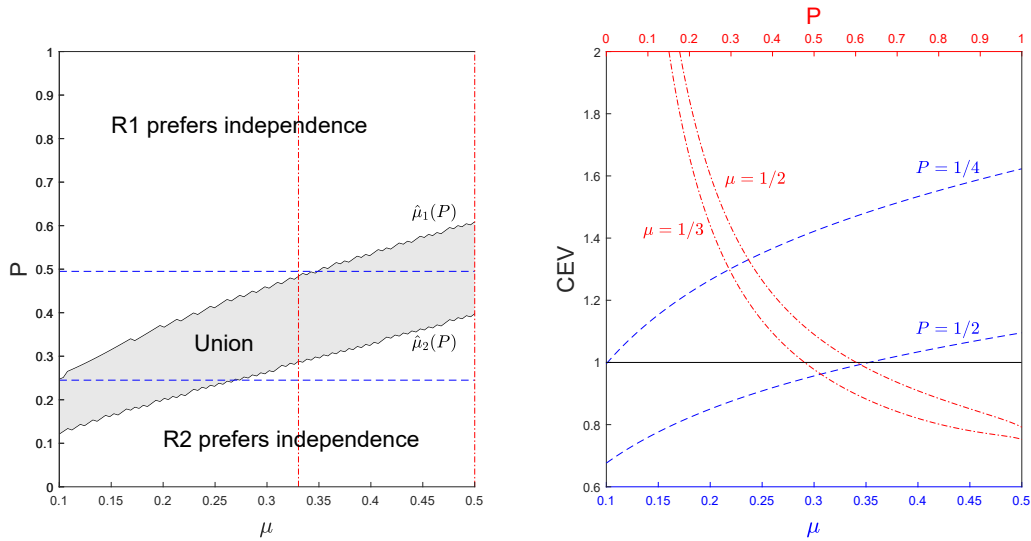 1
0.9
0.8
0.7
0.6
0.5
0.4
0.3
0.2
0.1
0
P
R1 prefers independence
μ̂₁(P)
Union
μ̂₂(P)
R2 prefers independence
0.1 0.15 0.2 0.25 0.3 0.35 0.4 0.45 0.5
μ
P
0 0.1 0.2 0.3 0.4 0.5 0.6 0.7 0.8 0.9 1
2
1.8
1.6
1.4
1.2
1
0.8
0.6
CEV
P = 1/4
μ = 1/2
μ = 1/3
P = 1/2
0.1 0.15 0.2 0.25 0.3 0.35 0.4 0.45 0.5
μ